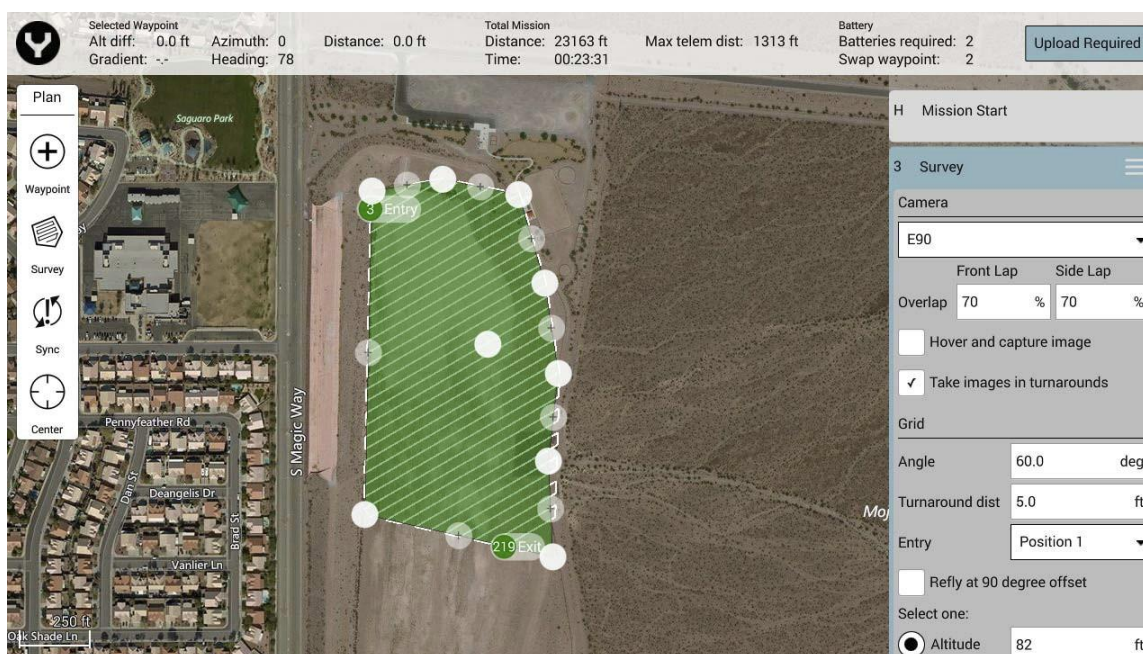 Selected Waypoint
Alt diff: 0.0 ft Azimuth: 0 Distance: 0.0 ft
Gradient: -.- Heading: 78
Total Mission
Distance: 23163 ft Max telem dist: 1313 ft
Time: 00:23:31
Battery
Batteries required: 2
Swap waypoint: 2
Upload Required
Plan
Waypoint
Survey
Sync
Center
Saguaro Park
3 Entry
219 Exit
S Magic Way
Pennyfeather Rd
Dan St
Deangelis Dr
Brad St
Vanlier Ln
250 ft
Oak Shade Ln
H Mission Start
3 Survey
Camera
E90
Front Lap Side Lap
Overlap 70 % 70 %
Hover and capture image
Take images in turnarounds
Grid
Angle 60.0 deg
Turnaround dist 5.0 ft
Entry Position 1
Refly at 90 degree offset
Select one:
Altitude 82 ft